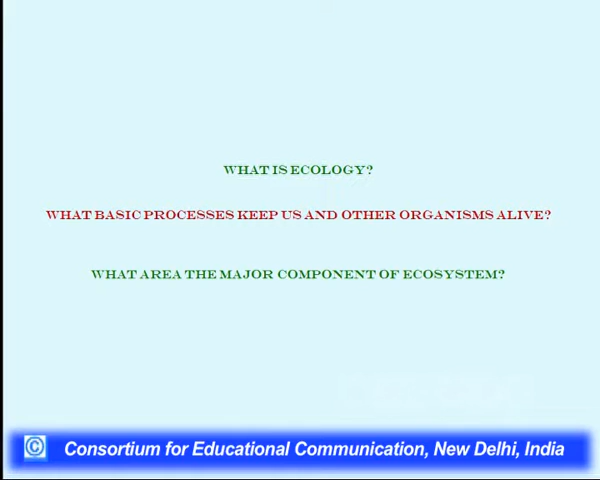 WHAT IS ECOLOGY?
WHAT BASIC PROCESSES KEEP US AND OTHER ORGANISMS ALIVE?
WHAT AREA THE MAJOR COMPONENT OF ECOSYSTEM?
© Consortium for Educational Communication, New Delhi, India